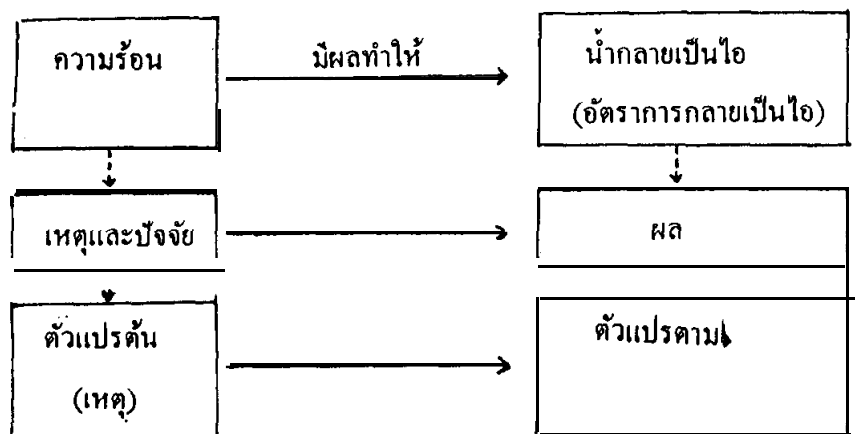 ความร้อน
มีผลทำให้
น้ำกลายเป็นไอ
(อัตราการกลายเป็นไอ)
เหตุและปัจจัย
ผล
ตัวแปรต้น
(เหตุ)
ตัวแปรตาม